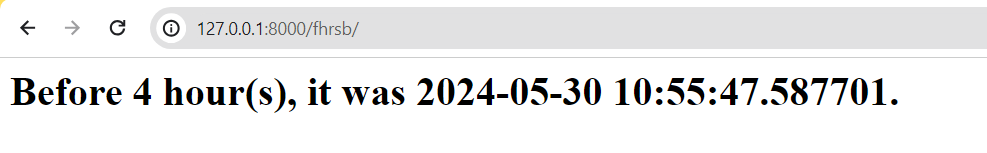 127.0.0.1:8000/fhrsb/
Before 4 hour(s), it was 2024-05-30 10:55:47.587701.